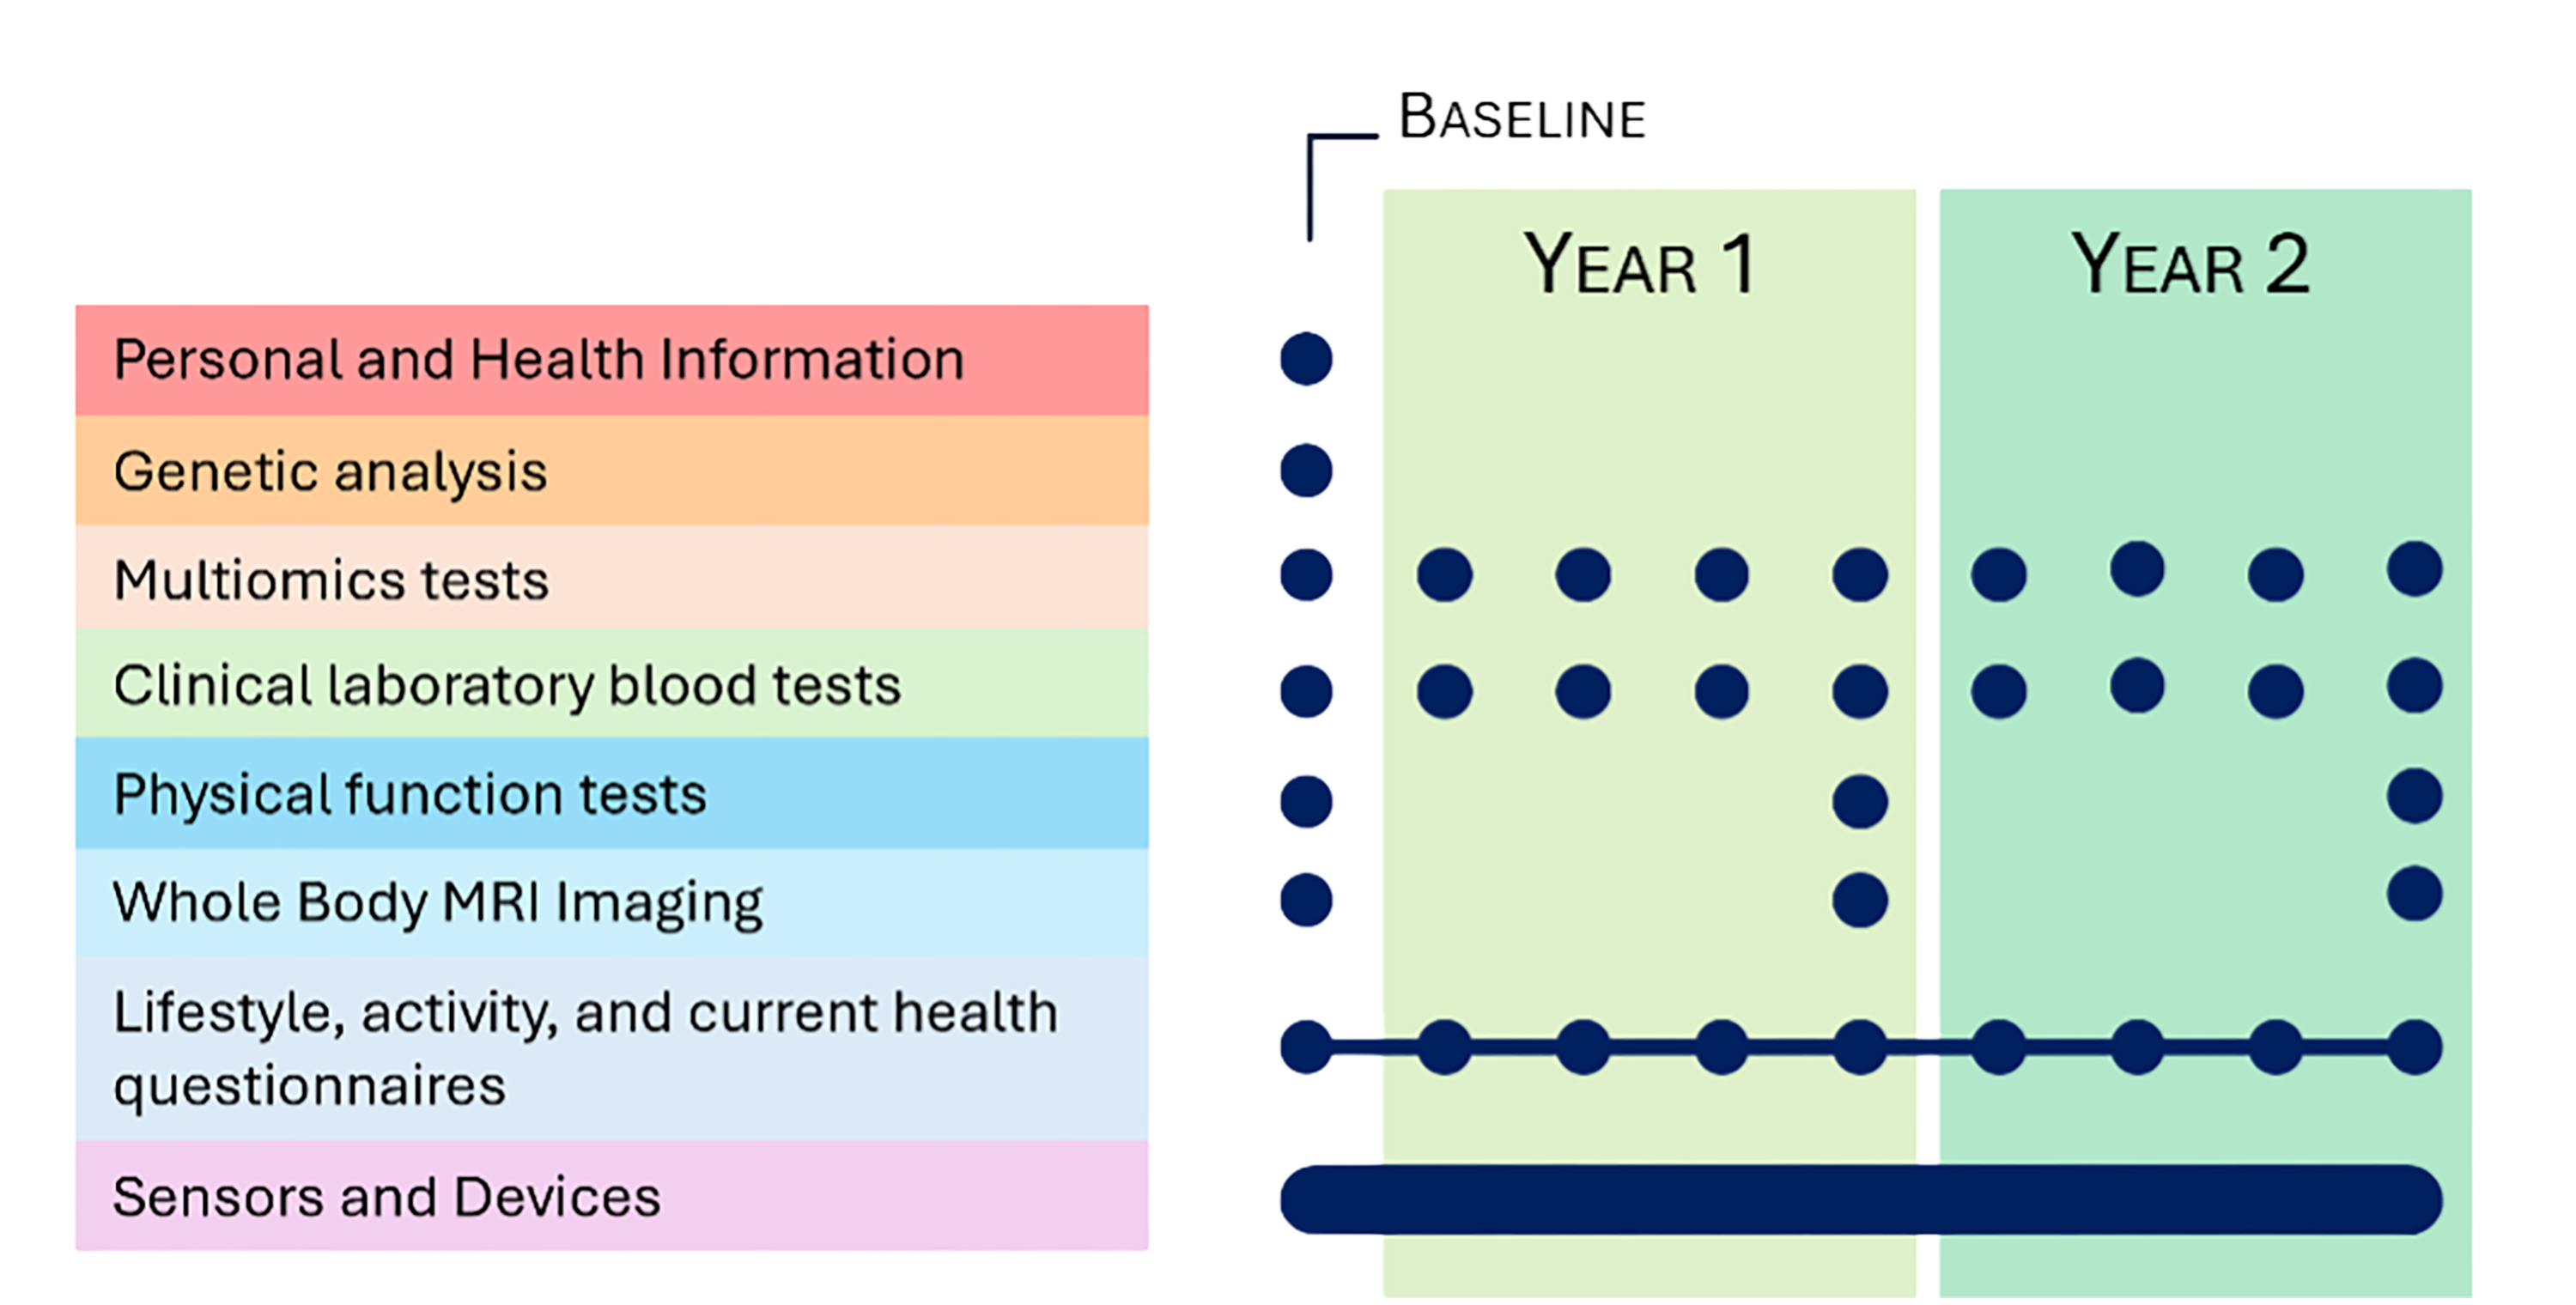 BASELINE
YEAR 1
YEAR 2
Personal and Health Information
Genetic analysis
Multiomics tests
Clinical laboratory blood tests
Physical function tests
Whole Body MRI Imaging
Lifestyle, activity, and current health
questionnaires
Sensors and Devices